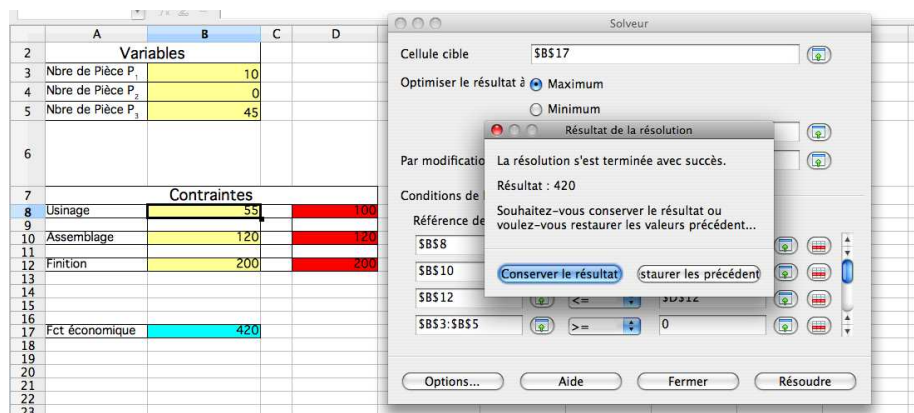 A B C D
2 Variables
3 Nbre de Pièce P1 10
4 Nbre de Pièce P2 0
5 Nbre de Pièce P3 45
6
7 Contraintes
8 Usinage 55 100
9
10 Assemblage 120 120
11
12 Finition 200 200
13
14
15
16
17 Fct économique 420
18
19
20
21
22
23
Solveur
Cellule cible $B$17
Optimiser le résultat à Maximum
Minimum
Par modificatio
Conditions de l
Référence de
$B$8
$B$10
$B$12 <= $D$12
$B$3:$B$5 >= 0
Options... Aide Fermer Résoudre
Résultat de la résolution
La résolution s'est terminée avec succès.
Résultat : 420
Souhaitez-vous conserver le résultat ou
voulez-vous restaurer les valeurs précédent...
Conserver le résultat staurer les précédent